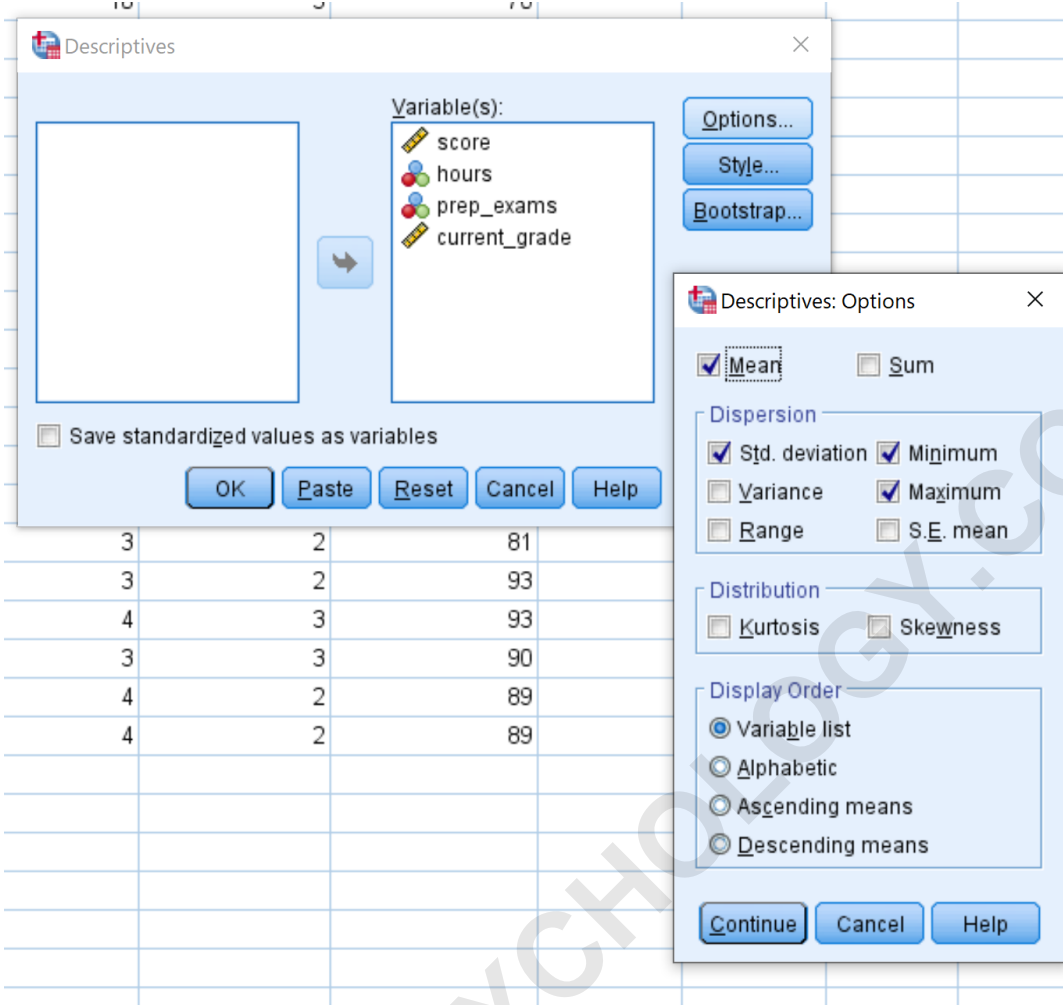 Descriptives
Variable(s):
score
hours
prep_exams
current_grade
Options...
Style...
Bootstrap...
Save standardized values as variables
OK Paste Reset Cancel Help
Descriptives: Options
Mean Sum
Dispersion
Std. deviation Minimum
Variance Maximum
Range S.E. mean
Distribution
Kurtosis Skewness
Display Order
Variable list
Alphabetic
Ascending means
Descending means
Continue Cancel Help
3 2 81
3 2 93
4 3 93
3 3 90
4 2 89
4 2 89
YCHOLOGY.CO